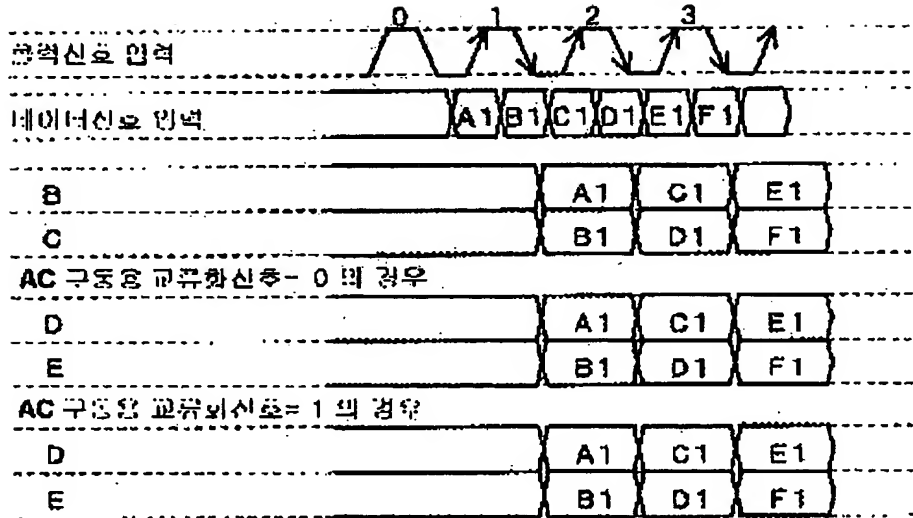 0 1 2 3
클럭신호 입력
데이터신호 입력 A1 B1 C1 D1 E1 F1
B A1 C1 E1
C B1 D1 F1
AC 구동용 교류화신호= 0 의 경우
D A1 C1 E1
E B1 D1 F1
AC 구동용 교류화신호= 1 의 경우
D A1 C1 E1
E B1 D1 F1